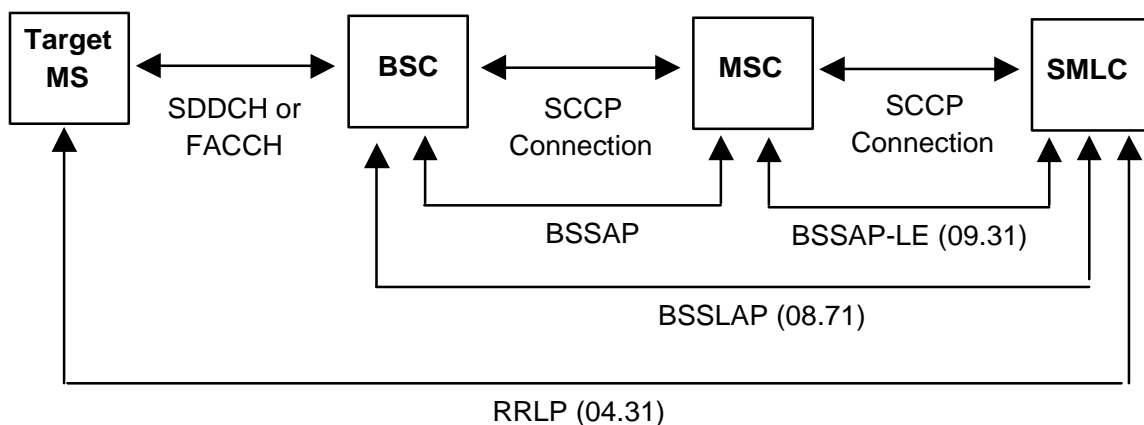 Target
MS
BSC
MSC
SMLC
SDDCH or
FACCH
SCCP
Connection
SCCP
Connection
BSSAP
BSSAP-LE (09.31)
BSSLAP (08.71)
RRLP (04.31)